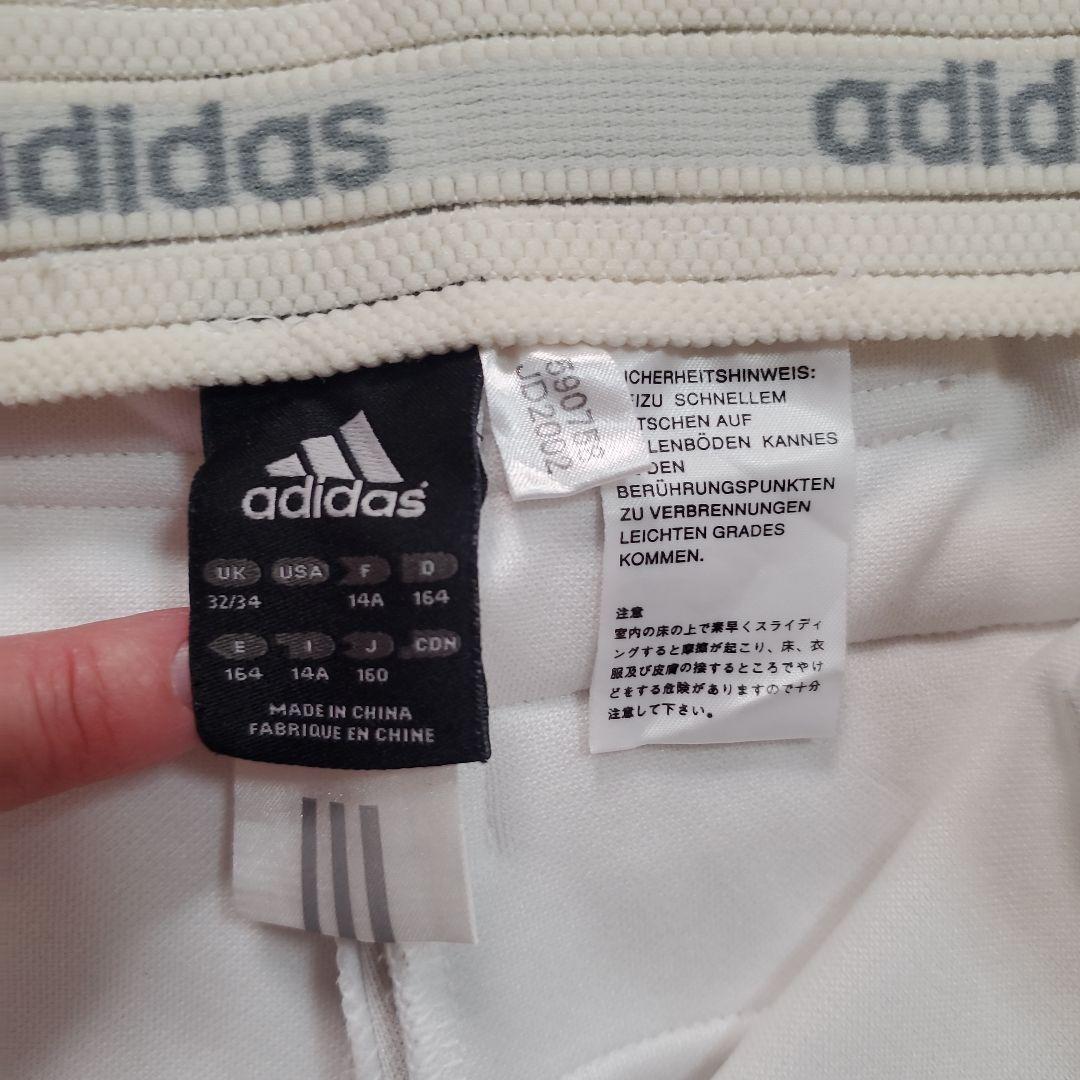 adidas adid
adidas
UK USA F D
32/34 14A 164
E I J CDN
164 14A 160
MADE IN CHINA
FABRIQUE EN CHINE
690758
JD2002
ICHERHEITSHINWEIS:
IZU SCHNELLEM
TSCHEN AUF
LLENBÖDEN KANNES
DEN
BERÜHRUNGSPUNKTEN
ZU VERBRENNUNGEN
LEICHTEN GRADES
KOMMEN.
注意
室内の床の上で素早くスライディ
ングすると摩擦が起こり、床、衣
服及び皮膚の接するところでやけ
どをする危険がありますので十分
注意して下さい。